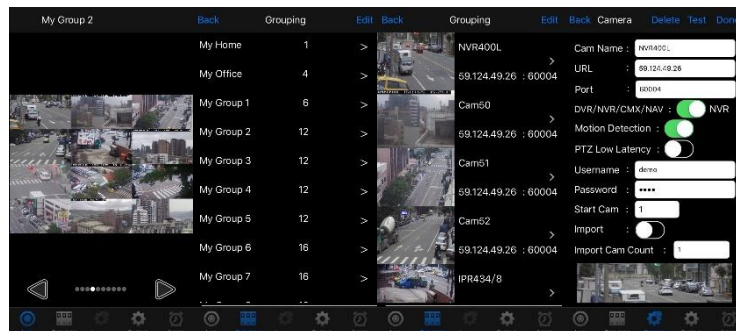 My Group 2
Back Grouping Edit
My Home 1 >
My Office 4 >
My Group 1 6 >
My Group 2 12 >
My Group 3 12 >
My Group 4 12 >
My Group 5 12 >
My Group 6 16 >
My Group 7 16 >
Back Grouping Edit
NVR400L >
59.124.49.26 : 60004
Cam50 >
59.124.49.26 : 60004
Cam51 >
59.124.49.26 : 60004
Cam52 >
59.124.49.26 : 60004
IPR434/8 >
Back Camera Delete Test Done
Cam Name : NVR400L
URL : 59.124.49.26
Port : 60004
DVR/NVR/CMX/NAV : NVR
Motion Detection :
PTZ Low Latency :
Username : demo
Password : ••••
Start Cam : 1
Import :
Import Cam Count : 1